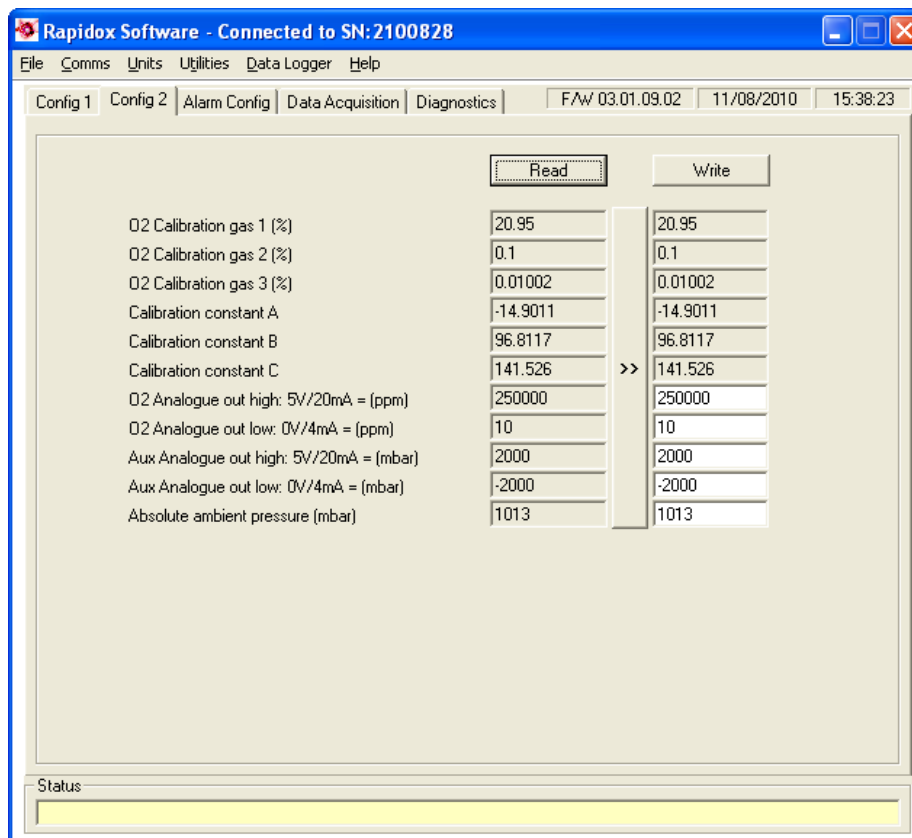 Rapidox Software - Connected to SN:2100828
File Comms Units Utilities Data Logger Help
Config 1 Config 2 Alarm Config Data Acquisition Diagnostics F/W 03.01.09.02 11/08/2010 15:38:23
Read Write
O2 Calibration gas 1 (%) 20.95 20.95
O2 Calibration gas 2 (%) 0.1 0.1
O2 Calibration gas 3 (%) 0.01002 0.01002
Calibration constant A -14.9011 -14.9011
Calibration constant B 96.8117 96.8117
Calibration constant C 141.526 >> 141.526
O2 Analogue out high: 5V/20mA = (ppm) 250000 250000
O2 Analogue out low: 0V/4mA = (ppm) 10 10
Aux Analogue out high: 5V/20mA = (mbar) 2000 2000
Aux Analogue out low: 0V/4mA = (mbar) -2000 -2000
Absolute ambient pressure (mbar) 1013 1013
Status